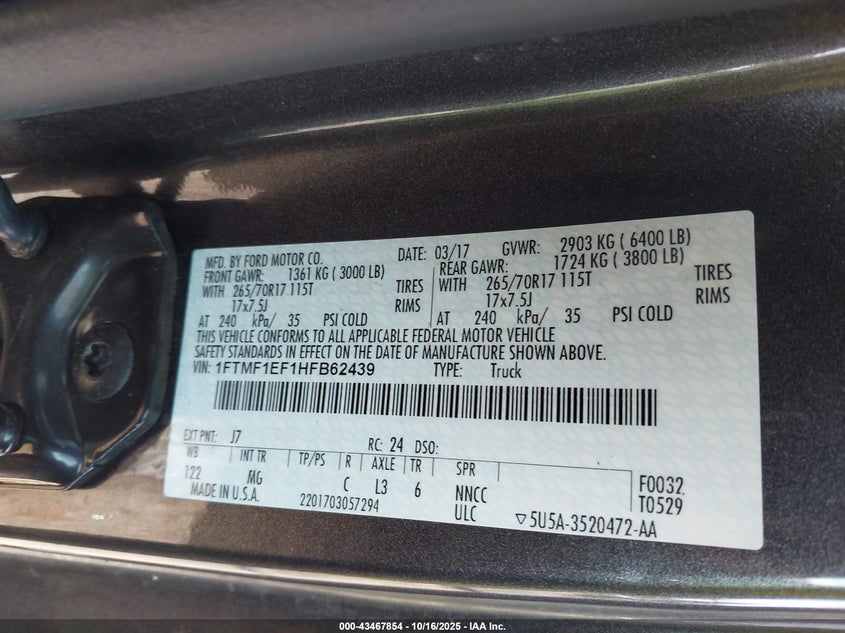 MFD. BY FORD MOTOR CO. DATE: 03/17 GVWR: 2903 KG ( 6400 LB)
FRONT GAWR: 1361 KG ( 3000 LB) REAR GAWR: 1724 KG ( 3800 LB)
WITH 265/70R17 115T TIRES WITH 265/70R17 115T TIRES
17x7.5J RIMS 17x7.5J RIMS
AT 240 kPa/ 35 PSI COLD AT 240 kPa/ 35 PSI COLD
THIS VEHICLE CONFORMS TO ALL APPLICABLE FEDERAL MOTOR VEHICLE
SAFETY STANDARDS IN EFFECT ON THE DATE OF MANUFACTURE SHOWN ABOVE.
VIN: 1FTMF1EF1HFB62439 TYPE: Truck
EXT PNT: J7 RC: 24 DSO:
WB INT TR TP/PS R AXLE TR SPR
122 MG C L3 6 NNCC F0032
MADE IN U.S.A. 2201703057294 ULC T0529
▽5U5A-3520472-AA
000-43467854 - 10/16/2025 - IAA Inc.